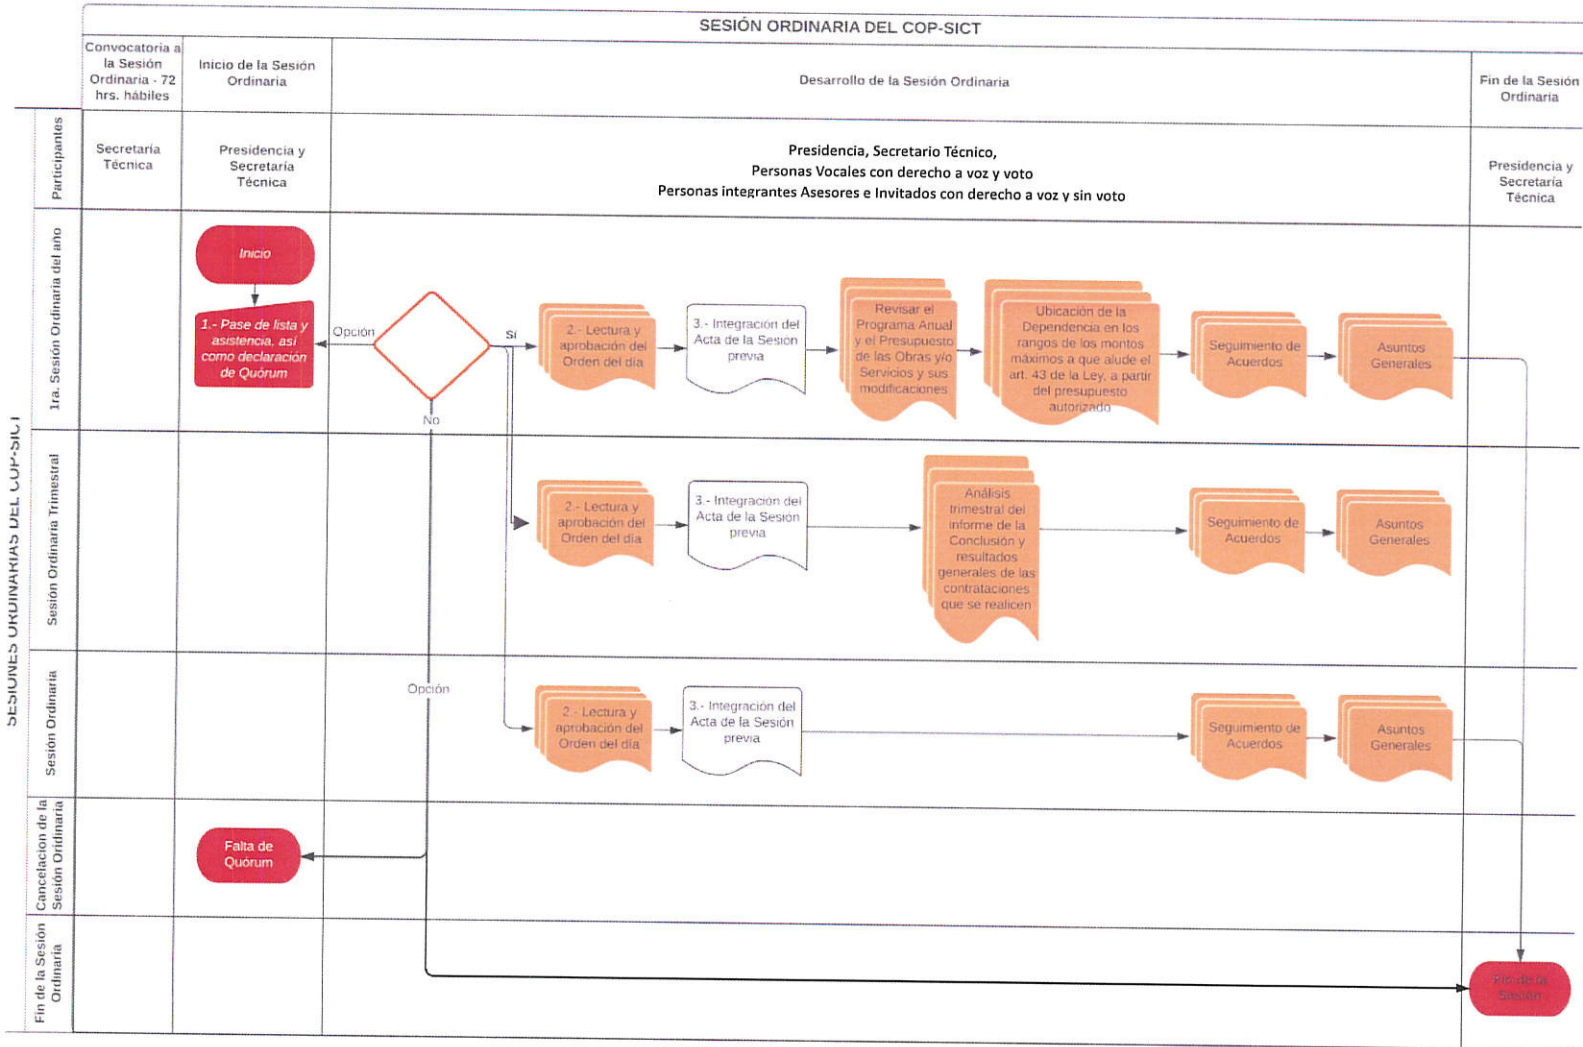 SESIÓN ORDINARIA DEL COP-SICT
Convocatoria a
la Sesión
Ordinaria - 72
hrs. hábiles
Inicio de la Sesión
Ordinaria
Desarrollo de la Sesión Ordinaria
Fin de la Sesión
Ordinaria
SESIONES ORDINARIAS DEL COP-SICT
Participantes
Secretaría
Técnica
Presidencia y
Secretaría
Técnica
Presidencia, Secretario Técnico,
Personas Vocales con derecho a voz y voto
Personas integrantes Asesores e Invitados con derecho a voz y sin voto
Presidencia y
Secretaría
Técnica
1ra. Sesión Ordinaria del año
Inicio
1.- Pase de lista y
asistencia, así
como declaración
de Quórum
Opción
Sí
No
2.- Lectura y
aprobación del
Orden del día
3.- Integración del
Acta de la Sesión
previa
Revisar el
Programa Anual
y el Presupuesto
de las Obras y/o
Servicios y sus
modificaciones
Ubicación de la
Dependencia en los
rangos de los montos
máximos a que alude el
art. 43 de la Ley, a partir
del presupuesto
autorizado
Seguimiento de
Acuerdos
Asuntos
Generales
Sesión Ordinaria Trimestral
2.- Lectura y
aprobación del
Orden del día
3.- Integración del
Acta de la Sesión
previa
Análisis
trimestral del
informe de la
Conclusión y
resultados
generales de las
contrataciones
que se realicen
Seguimiento de
Acuerdos
Asuntos
Generales
Sesión Ordinaria
Opción
2.- Lectura y
aprobación del
Orden del día
3.- Integración del
Acta de la Sesión
previa
Seguimiento de
Acuerdos
Asuntos
Generales
Cancelacion de la
Sesión Oridinaria
Falta de
Quórum
Fin de la Sesión
Ordinaria
Fin de la
Sesión